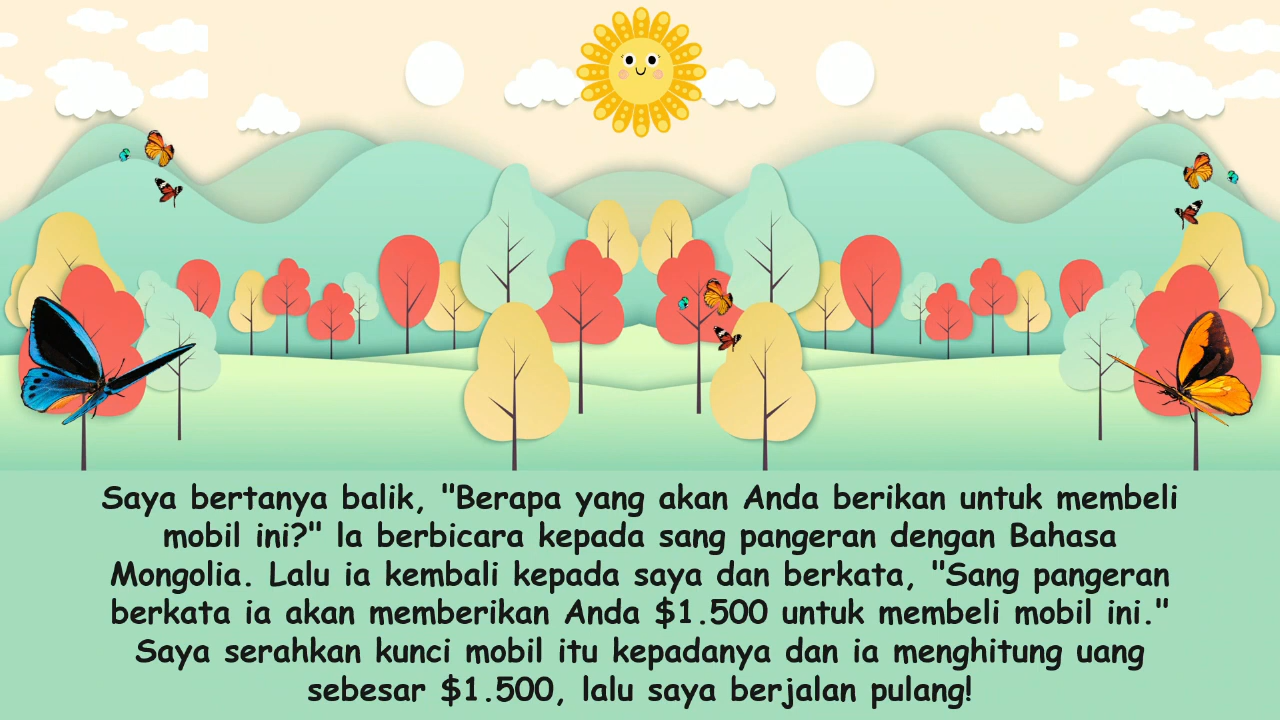 Saya bertanya balik, "Berapa yang akan Anda berikan untuk membeli
mobil ini?" la berbicara kepada sang pangeran dengan Bahasa
Mongolia. Lalu ia kembali kepada saya dan berkata, "Sang pangeran
berkata ia akan memberikan Anda $1.500 untuk membeli mobil ini."
Saya serahkan kunci mobil itu kepadanya dan ia menghitung uang
sebesar $1.500, lalu saya berjalan pulang!